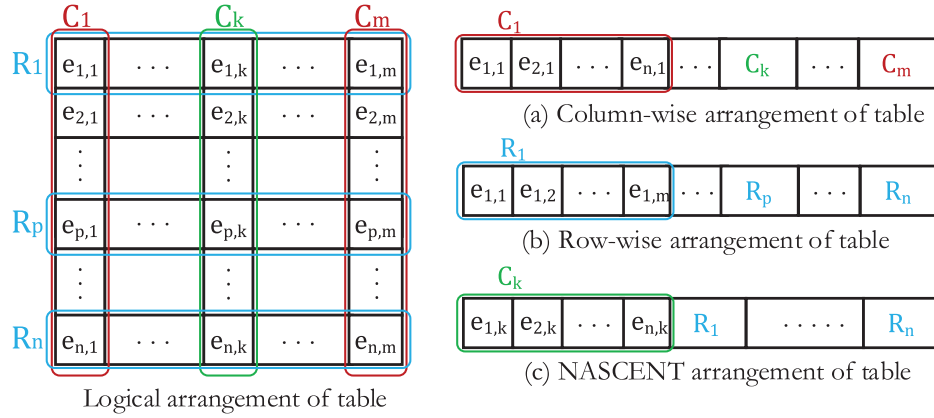 C1 Ck Cm
R1 e1,1 · · · e1,k · · · e1,m
e2,1 · · · e2,k · · · e2,m
Rp ep,1 · · · ep,k · · · ep,m
Rn en,1 · · · en,k · · · en,m
Logical arrangement of table
C1
e1,1 e2,1 · · · en,1 · · · Ck · · · Cm
(a) Column-wise arrangement of table
R1
e1,1 e1,2 · · · e1,m · · · Rp · · · Rn
(b) Row-wise arrangement of table
Ck
e1,k e2,k · · · en,k R1 · · · · · Rn
(c) NASCENT arrangement of table